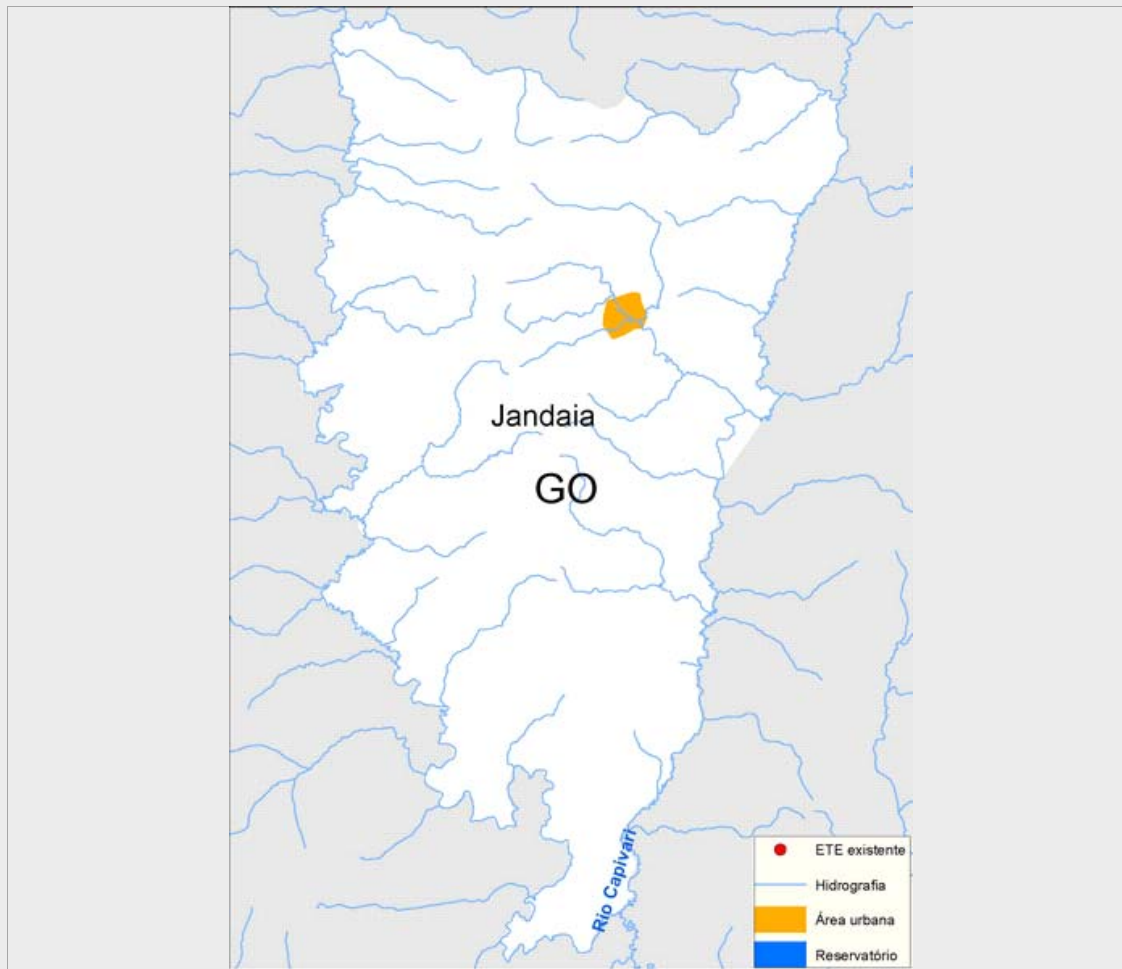 Jandaia
GO
Rio Capivari
ETE existente
Hidrografia
Área urbana
Reservatório